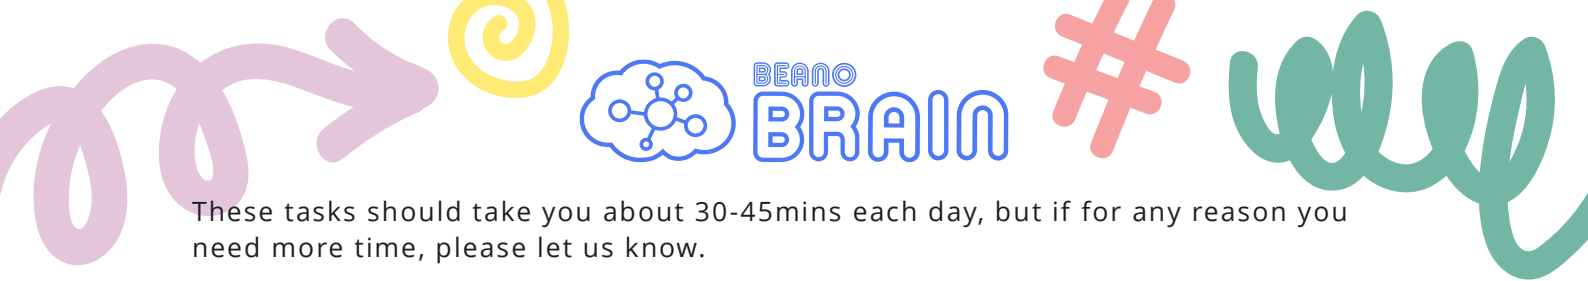 BEANO
BRAIN
These tasks should take you about 30-45mins each day, but if for any reason you
need more time, please let us know.